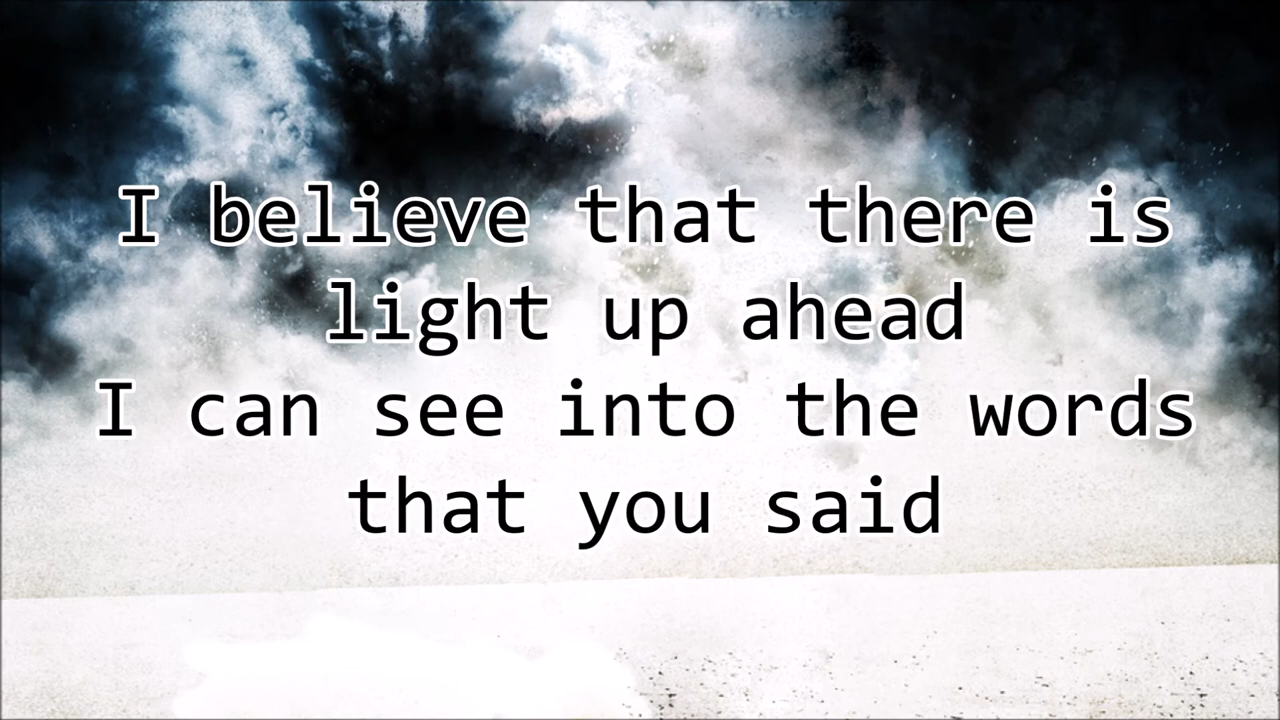 I believe that there is
light up ahead
I can see into the words
that you said